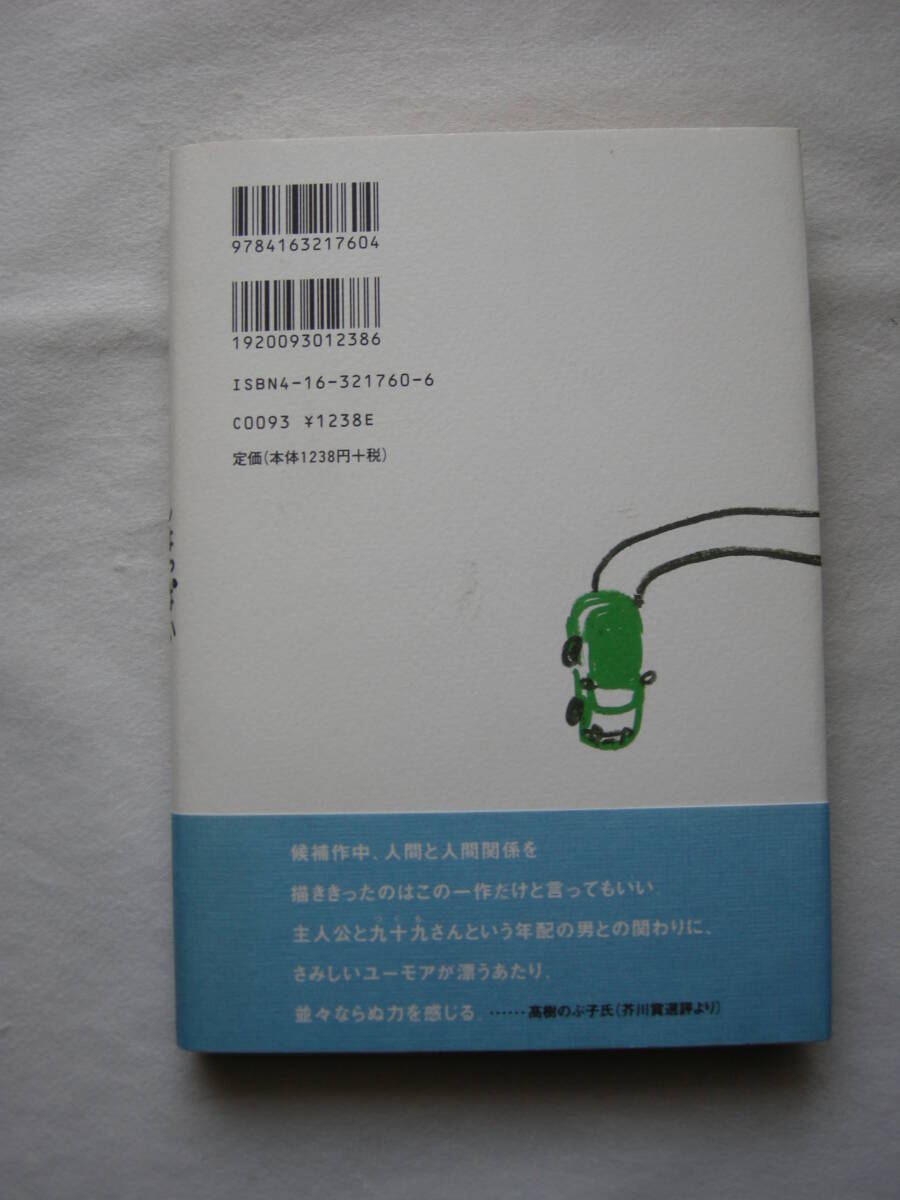 9784163217604
1920093012386
ISBN4-16-321760-6
C0093 ¥1238E
定価(本体1238円+税)
候補作中、人間と人間関係を
描ききったのはこの一作だけと言ってもいい。
主人公と九十九さんという年配の男との関わりに、
さみしいユーモアが漂うあたり、
並々ならぬ力を感じる。……高樹のぶ子氏(芥川賞選評より)